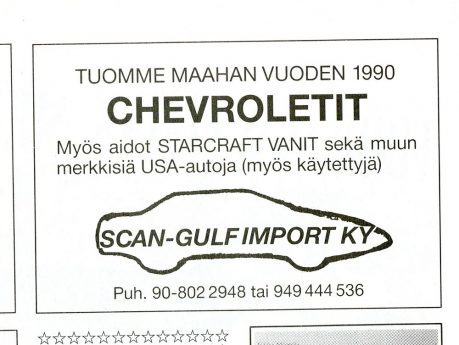 TUOMME MAAHAN VUODEN 1990
CHEVROLETIT
Myös aidot STARCRAFT VANIT sekä muun
merkkisiä USA-autoja (myös käytettyjä)
SCAN-GULF IMPORT KY
Puh. 90-802 2948 tai 949 444 536